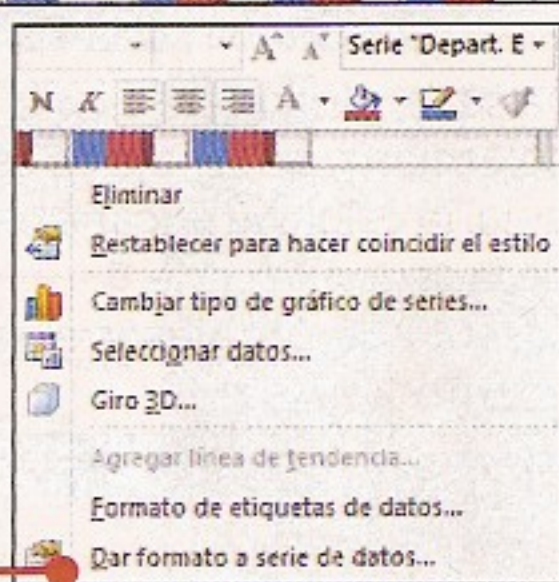 Serie "Depart. E
N K A
Eliminar
Restablecer para hacer coincidir el estilo
Cambiar tipo de gráfico de series...
Seleccionar datos...
Giro 3D...
Agregar línea de tendencia...
Formato de etiquetas de datos...
Dar formato a serie de datos...